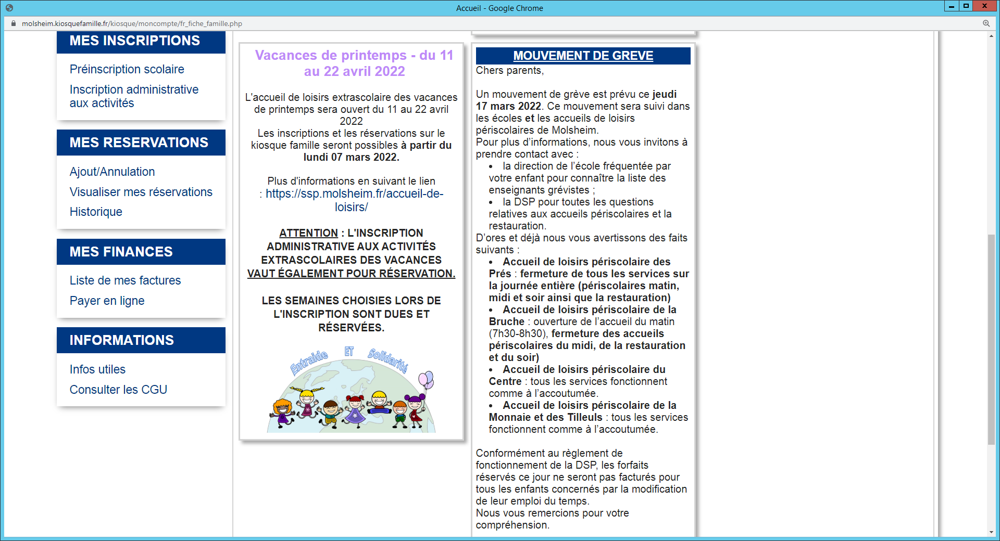 Accueil - Google Chrome
molsheim.kiosquefamille.fr/kiosque/moncompte/fr_fiche_famille.php
MES INSCRIPTIONS
Préinscription scolaire
Inscription administrative
aux activités
MES RESERVATIONS
Ajout/Annulation
Visualiser mes réservations
Historique
MES FINANCES
Liste de mes factures
Payer en ligne
INFORMATIONS
Infos utiles
Consulter les CGU
Vacances de printemps - du 11
au 22 avril 2022
L'accueil de loisirs extrascolaire des vacances
de printemps sera ouvert du 11 au 22 avril
2022
Les inscriptions et les réservations sur le
kiosque famille seront possibles à partir du
lundi 07 mars 2022.
Plus d'informations en suivant le lien
: https://ssp.molsheim.fr/accueil-de-
loisirs/
ATTENTION : L'INSCRIPTION
ADMINISTRATIVE AUX ACTIVITÉS
EXTRASCOLAIRES DES VACANCES
VAUT ÉGALEMENT POUR RÉSERVATION.
LES SEMAINES CHOISIES LORS DE
L'INSCRIPTION SONT DUES ET
RÉSERVÉES.
Entraide ET Solidarité
MOUVEMENT DE GREVE
Chers parents,
Un mouvement de grève est prévu ce jeudi
17 mars 2022. Ce mouvement sera suivi dans
les écoles et les accueils de loisirs
périscolaires de Molsheim.
Pour plus d’informations, nous vous invitons à
prendre contact avec :
• la direction de l’école fréquentée par
votre enfant pour connaître la liste des
enseignants grévistes ;
• la DSP pour toutes les questions
relatives aux accueils périscolaires et la
restauration.
D’ores et déjà nous vous avertissons des faits
suivants :
• Accueil de loisirs périscolaire des
Prés : fermeture de tous les services sur
la journée entière (périscolaires matin,
midi et soir ainsi que la restauration)
• Accueil de loisirs périscolaire de la
Bruche : ouverture de l’accueil du matin
(7h30-8h30), fermeture des accueils
périscolaires du midi, de la restauration
et du soir)
• Accueil de loisirs périscolaire du
Centre : tous les services fonctionnent
comme à l’accoutumée.
• Accueil de loisirs périscolaire de la
Monnaie et des Tilleuls : tous les services
fonctionnent comme à l’accoutumée.
Conformément au règlement de
fonctionnement de la DSP, les forfaits
réservés ce jour ne seront pas facturés pour
tous les enfants concernés par la modification
de leur emploi du temps.
Nous vous remercions pour votre
compréhension.